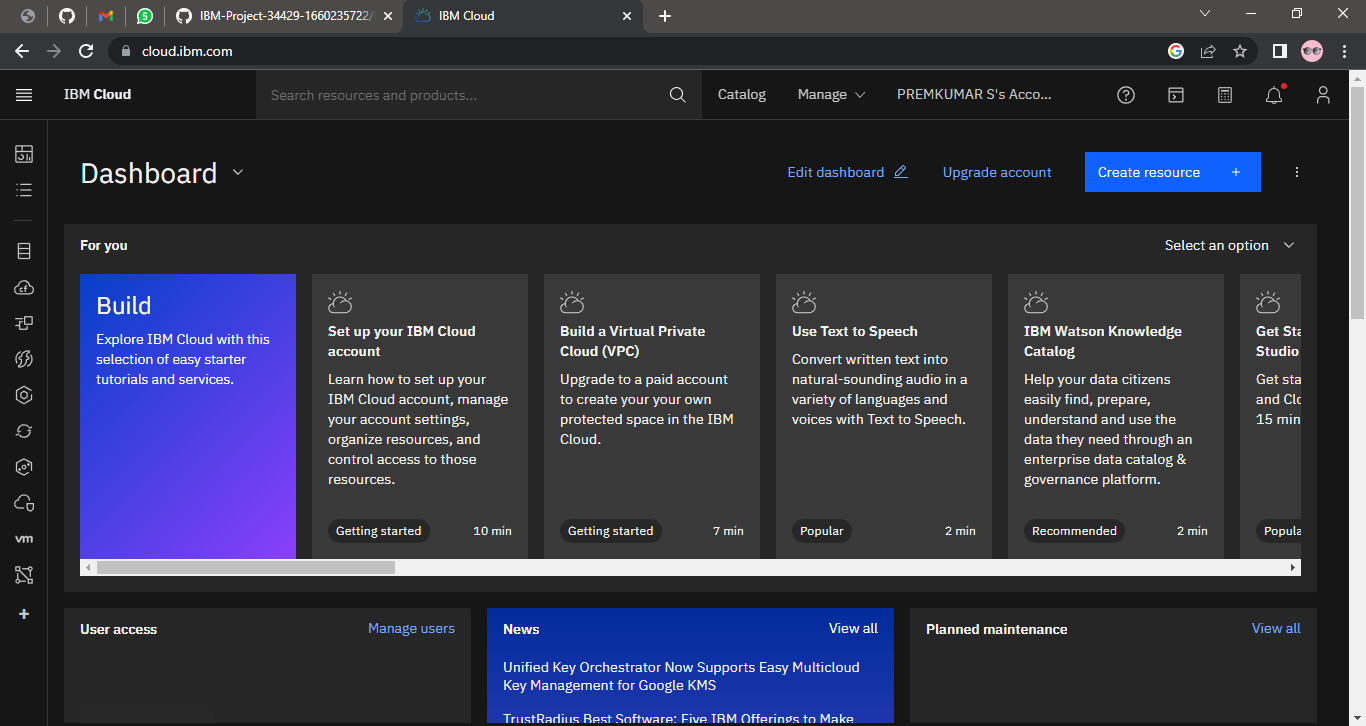 5
IBM-Project-34429-1660235722/
IBM Cloud
cloud.ibm.com
IBM Cloud
Search resources and products...
Catalog
Manage
PREMKUMAR S's Acco...
Dashboard
Edit dashboard
Upgrade account
Create resource +
For you
Select an option
Build
Explore IBM Cloud with this
selection of easy starter
tutorials and services.
Set up your IBM Cloud
account
Learn how to set up your
IBM Cloud account, manage
your account settings,
organize resources, and
control access to those
resources.
Getting started
10 min
Build a Virtual Private
Cloud (VPC)
Upgrade to a paid account
to create your your own
protected space in the IBM
Cloud.
Getting started
7 min
Use Text to Speech
Convert written text into
natural-sounding audio in a
variety of languages and
voices with Text to Speech.
Popular
2 min
IBM Watson Knowledge
Catalog
Help your data citizens
easily find, prepare,
understand and use the
data they need through an
enterprise data catalog &
governance platform.
Recommended
2 min
Get Sta
Studio
Get sta
and Clo
15 min
Popula
cf
vm
User access
Manage users
News
View all
Unified Key Orchestrator Now Supports Easy Multicloud
Key Management for Google KMS
TrustRadius Best Software: Five IBM Offerings to Make
Planned maintenance
View all